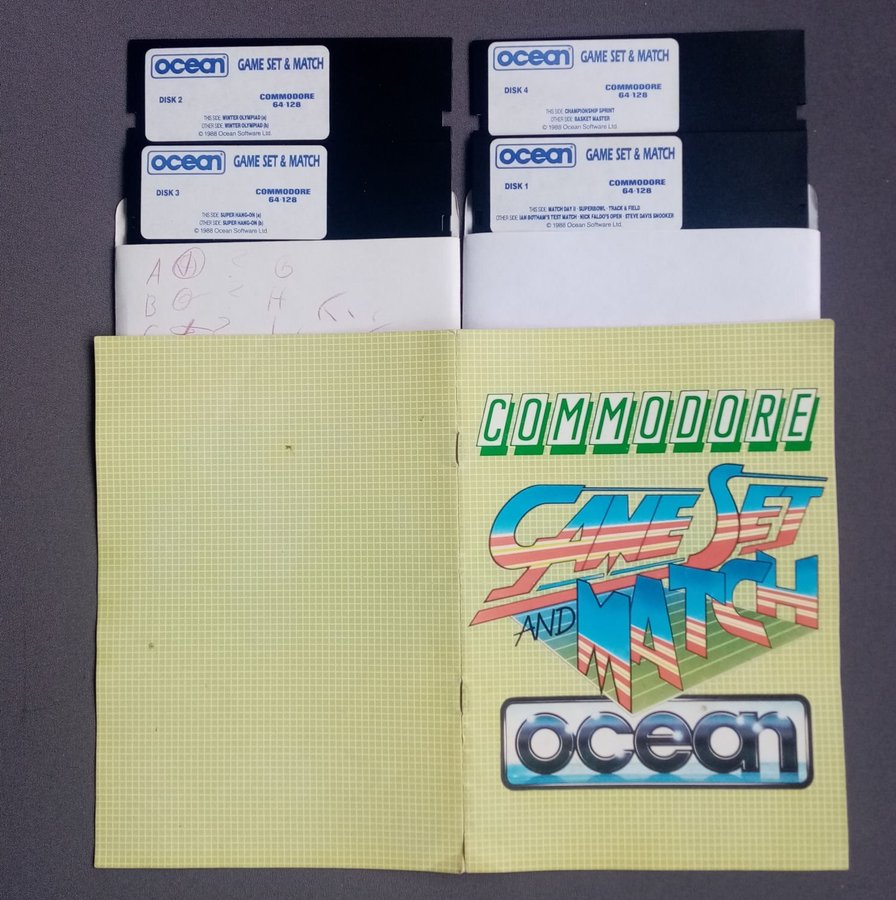 ocean GAME SET & MATCH
DISK 2
COMMODORE
64 128
THIS SIDE: WINTER OLYMPIAD (a)
OTHER SIDE: WINTER OLYMPIAD (b)
© 1988 Ocean Software Ltd.
ocean GAME SET & MATCH
DISK 4
COMMODORE
64 128
THIS SIDE: CHAMPIONSHIP SPRINT
OTHER SIDE: BASKET MASTER
© 1988 Ocean Software Ltd.
ocean GAME SET & MATCH
DISK 3
COMMODORE
64 128
THIS SIDE: SUPER HANG-ON (a)
OTHER SIDE: SUPER HANG-ON (b)
© 1988 Ocean Software Ltd.
ocean GAME SET & MATCH
DISK 1
COMMODORE
64 128
THIS SIDE: MATCH DAY II · SUPERBOWL · TRACK & FIELD
OTHER SIDE: IAN BOTHAM'S TEST MATCH · NICK FALDO'S OPEN · STEVE DAVIS SNOOKER
© 1988 Ocean Software Ltd.
A A G
B H
COMMODORE
GAME SET
AND MATCH
ocean